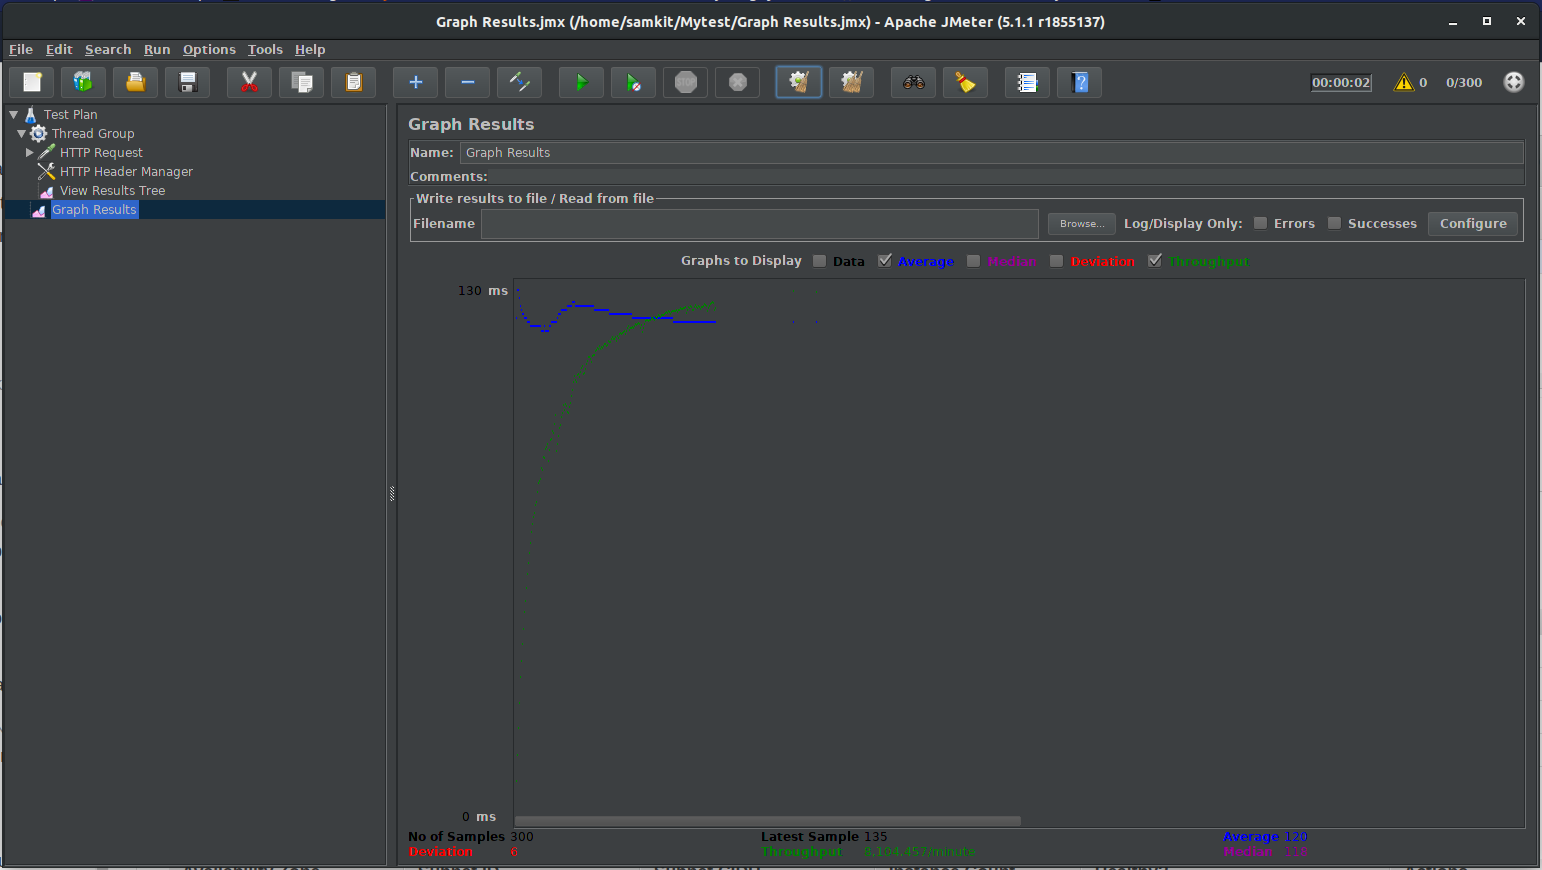 Graph Results.jmx (/home/samkit/Mytest/Graph Results.jmx) - Apache JMeter (5.1.1 r1855137)
File Edit Search Run Options Tools Help
00:00:02 0 0/300
Test Plan
Thread Group
HTTP Request
HTTP Header Manager
View Results Tree
Graph Results
Graph Results
Name: Graph Results
Comments:
Write results to file / Read from file
Filename Browse... Log/Display Only: Errors Successes Configure
Graphs to Display Data Average Median Deviation Throughput
130 ms
0 ms
No of Samples 300 Latest Sample 135 Average 120
Deviation Throughput 8,104.457/minute Median